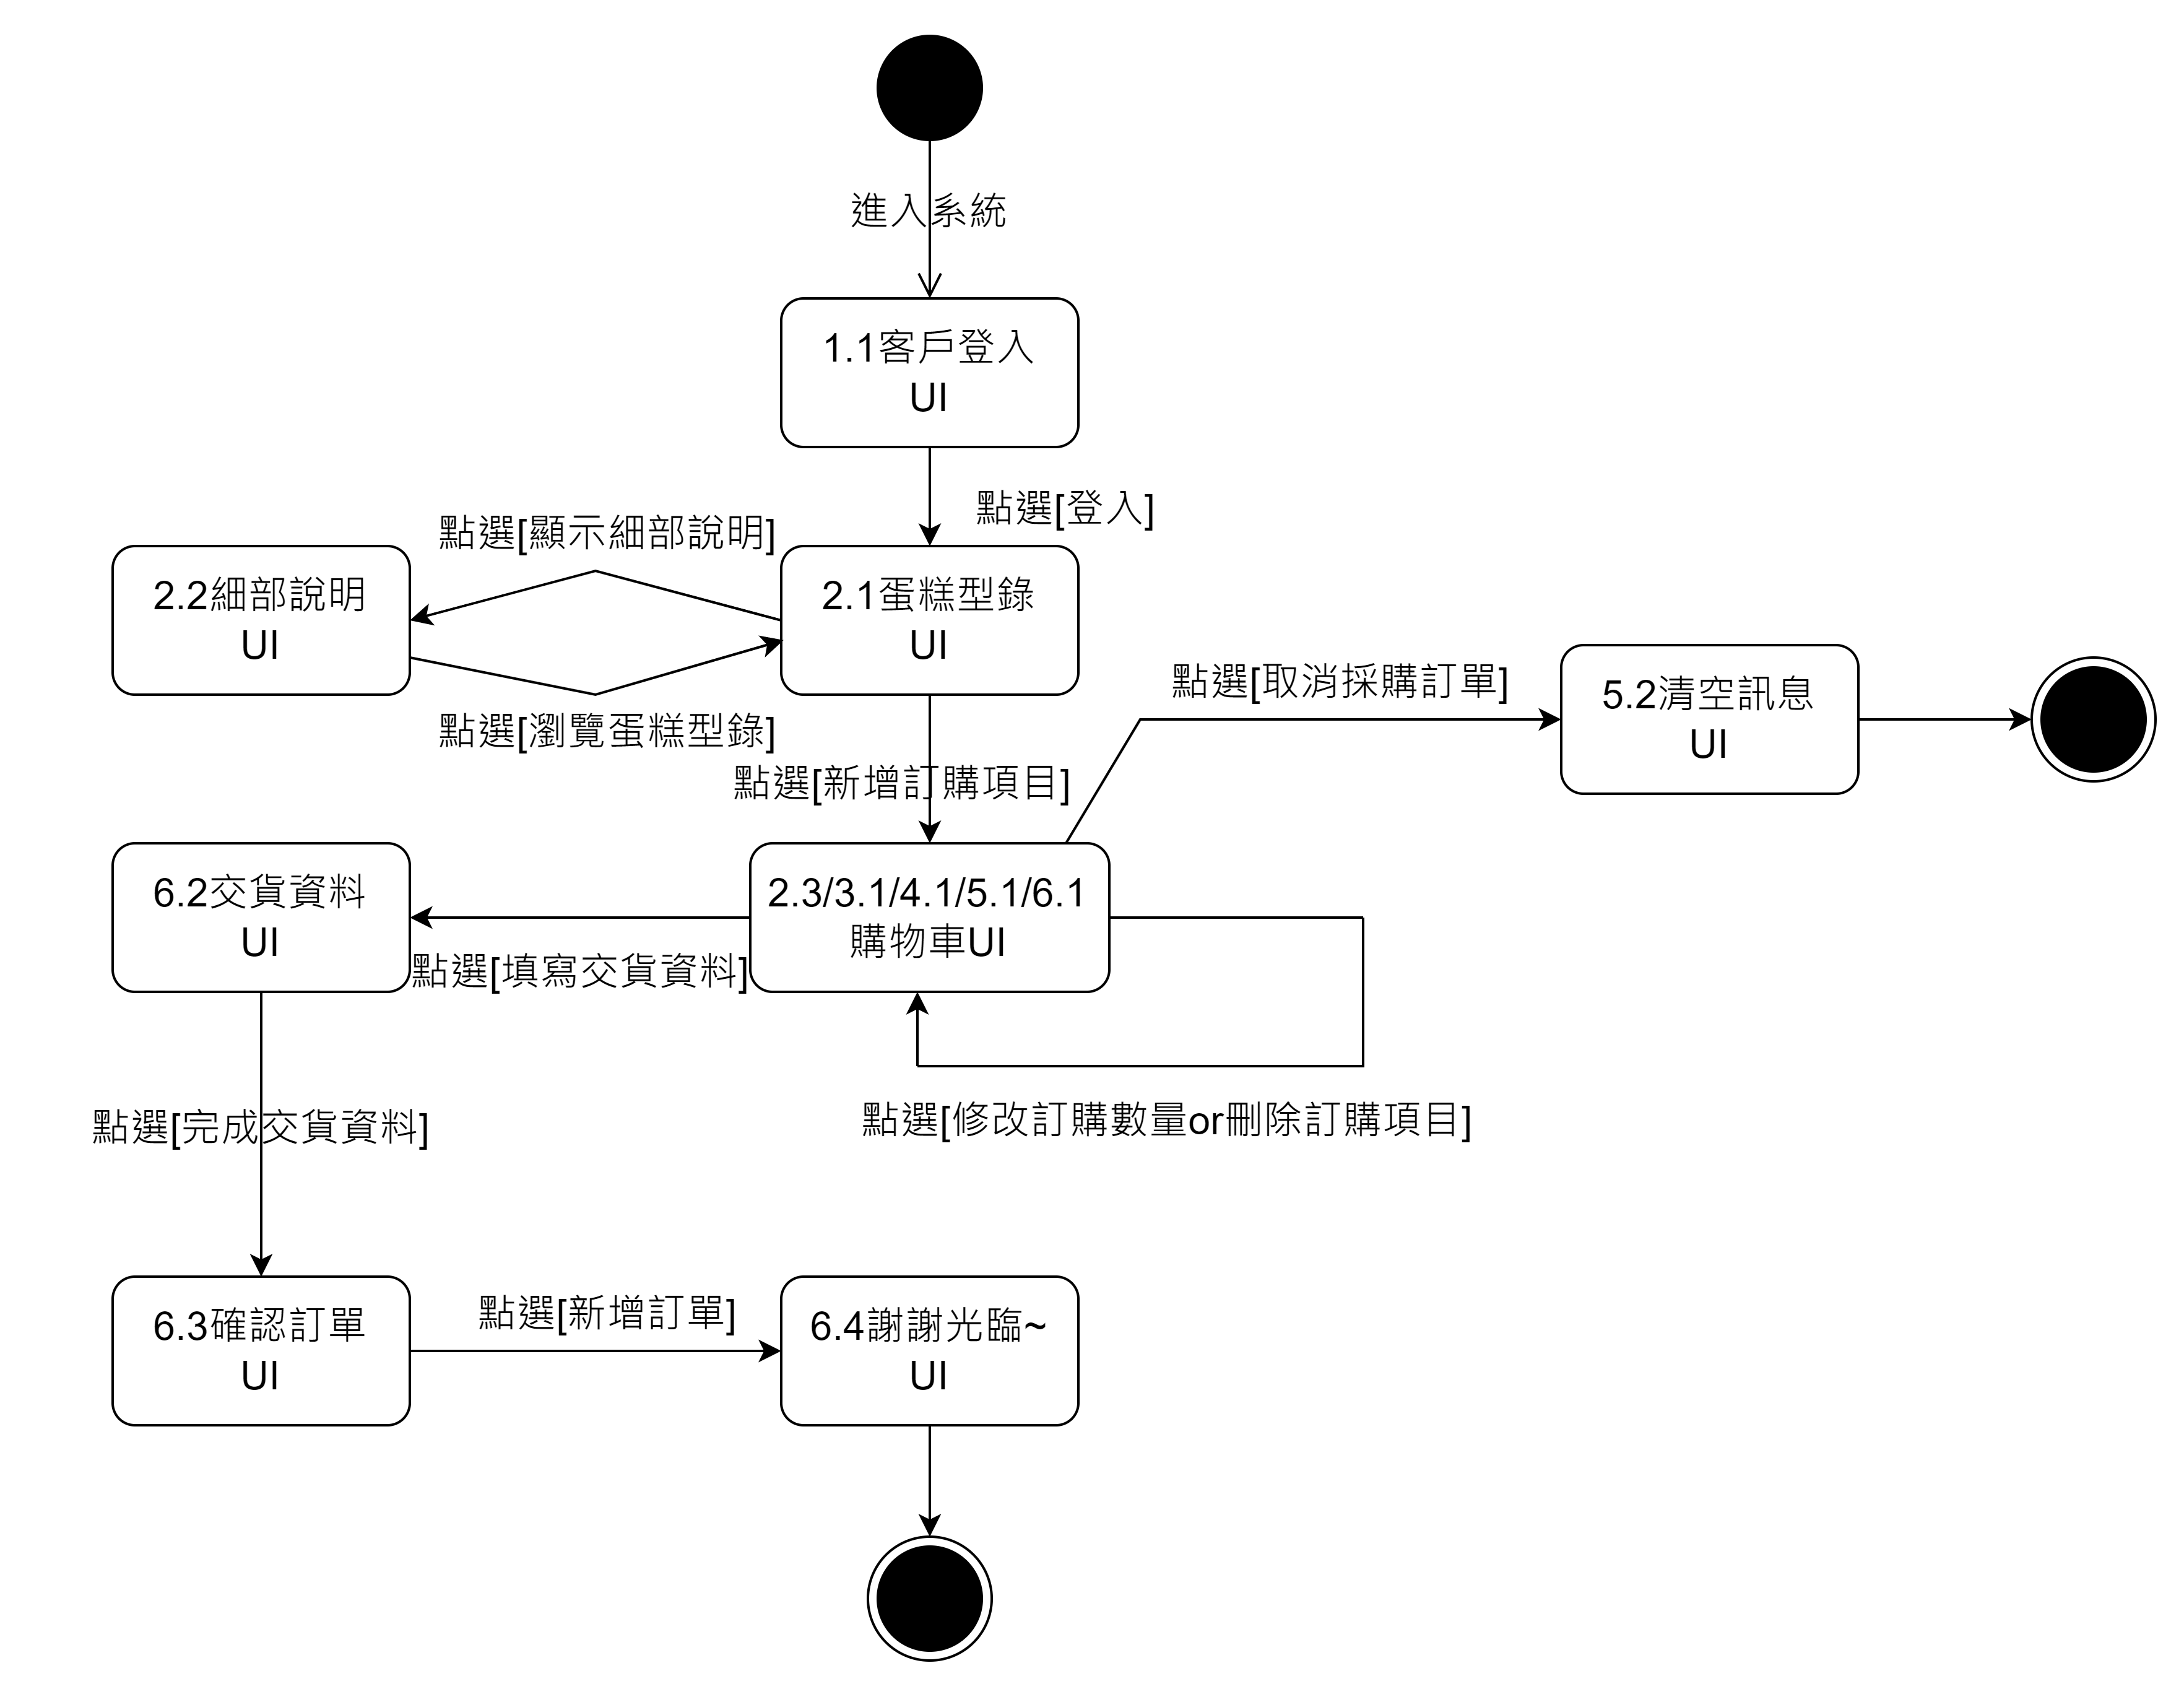 進入系統
1.1客戶登入
UI
點選[登入]
點選[顯示細部說明]
2.2細部說明
UI
2.1蛋糕型錄
UI
點選[瀏覽蛋糕型錄]
點選[取消採購訂單]
5.2清空訊息
UI
點選[新增訂購項目]
6.2交貨資料
UI
點選[填寫交貨資料]
2.3/3.1/4.1/5.1/6.1
購物車UI
點選[修改訂購數量or刪除訂購項目]
點選[完成交貨資料]
6.3確認訂單
UI
點選[新增訂單]
6.4謝謝光臨~
UI